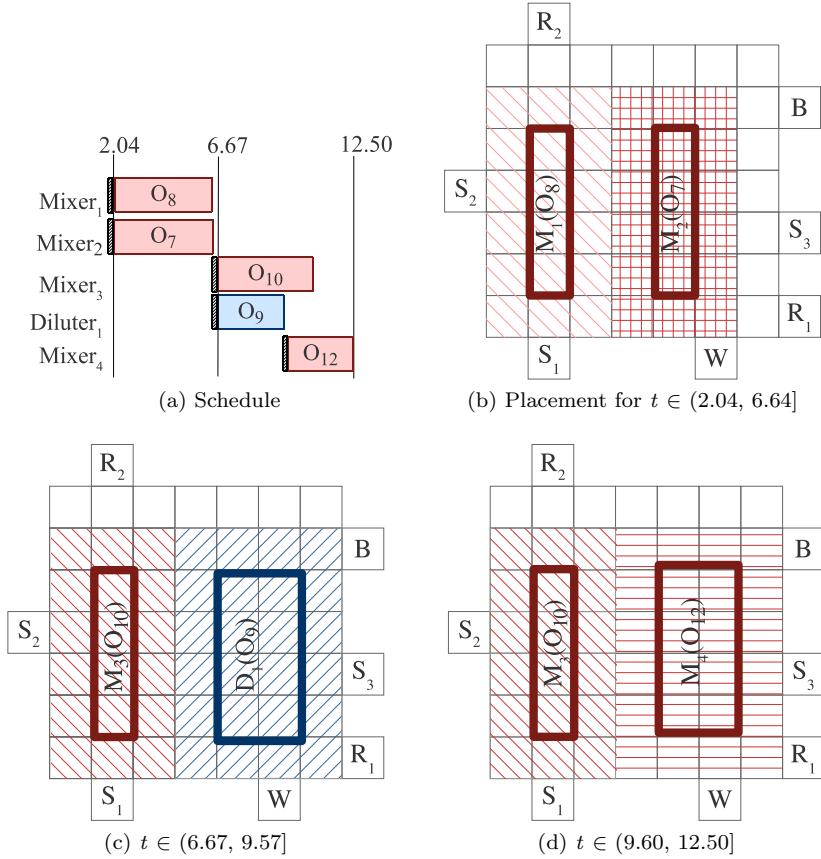 2.04 6.67 12.50
Mixer₁ O₈
Mixer₂ O₇
Mixer₃ O₁₀
Diluter₁ O₉
Mixer₄ O₁₂
(a) Schedule
R₂
B
S₂ M₁(O₈) M₂(O₇)
S₃
R₁
S₁ W
(b) Placement for t ∈ (2.04, 6.64]
R₂
B
S₂ M₃(O₁₀) D₁(O₉)
S₃
R₁
S₁ W
(c) t ∈ (6.67, 9.57]
R₂
B
S₂ M₃(O₁₀) M₄(O₁₂)
S₃
R₁
S₁ W
(d) t ∈ (9.60, 12.50]